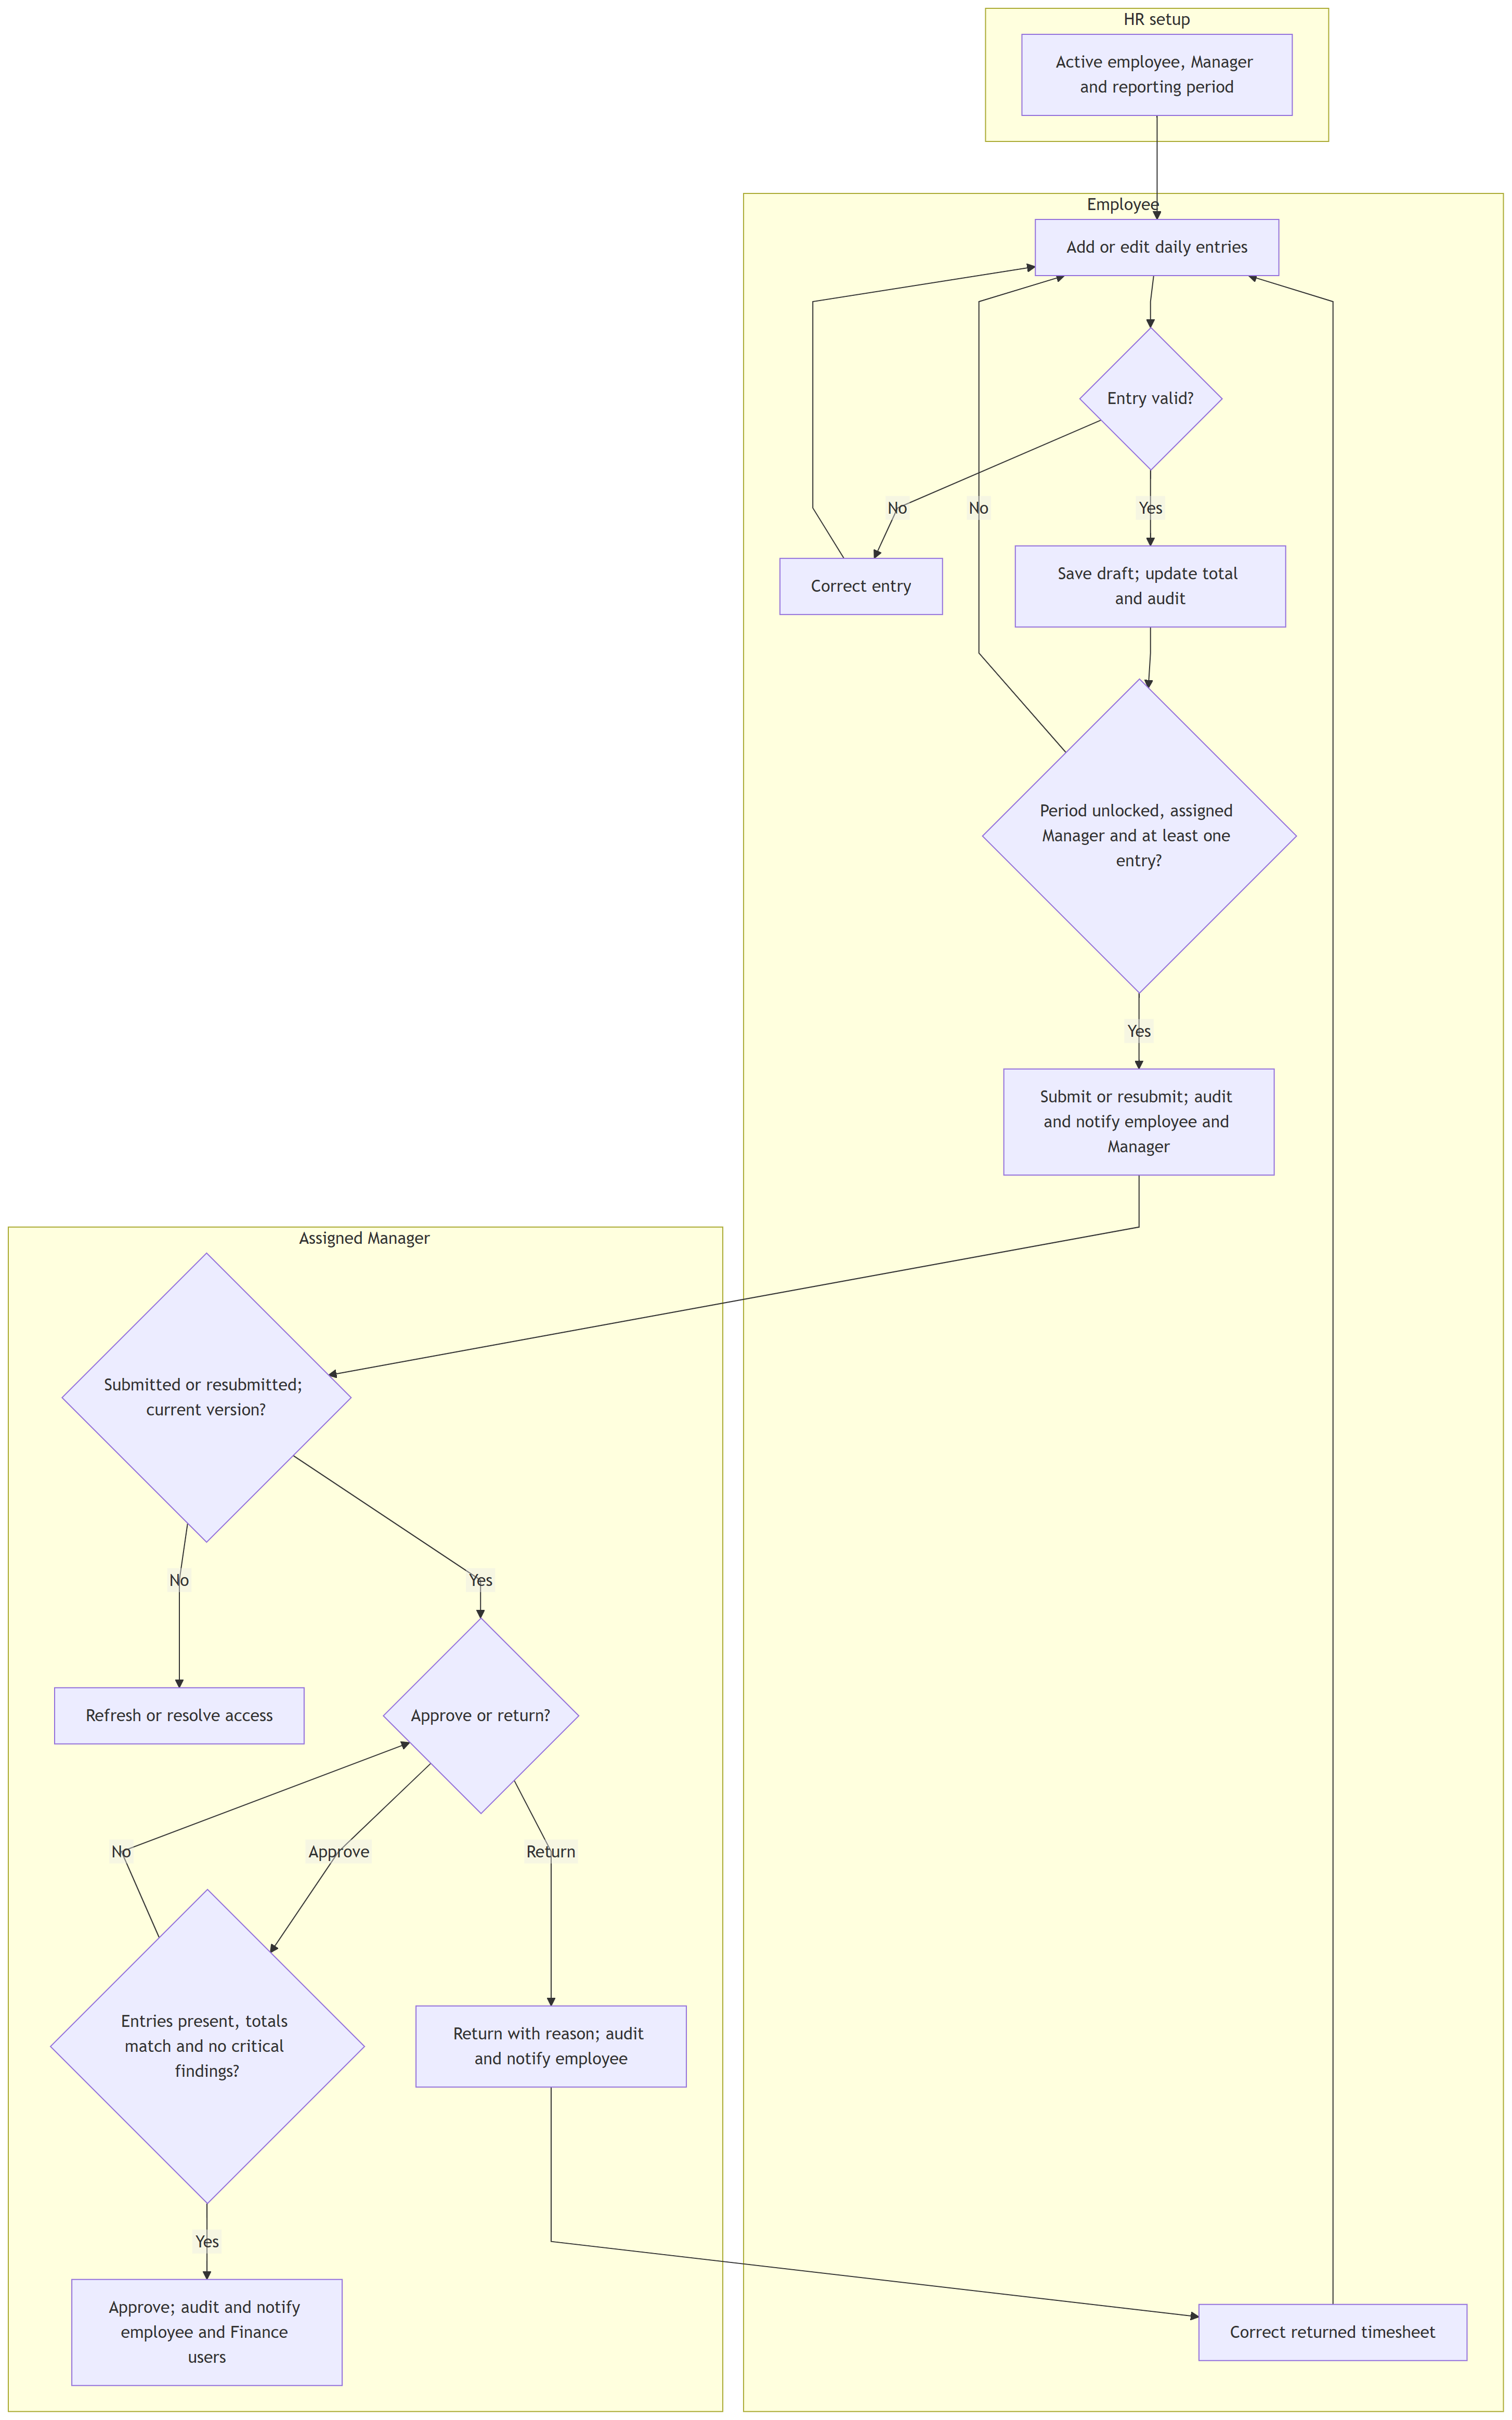 HR setup
Active employee, Manager
and reporting period
Employee
Add or edit daily entries
Entry valid?
No
No
Yes
Correct entry
Save draft; update total
and audit
Period unlocked, assigned
Manager and at least one
entry?
Yes
Submit or resubmit; audit
and notify employee and
Manager
Assigned Manager
Submitted or resubmitted;
current version?
No
Yes
Refresh or resolve access
Approve or return?
No
Approve
Return
Entries present, totals
match and no critical
findings?
Return with reason; audit
and notify employee
Yes
Approve; audit and notify
employee and Finance
users
Correct returned timesheet